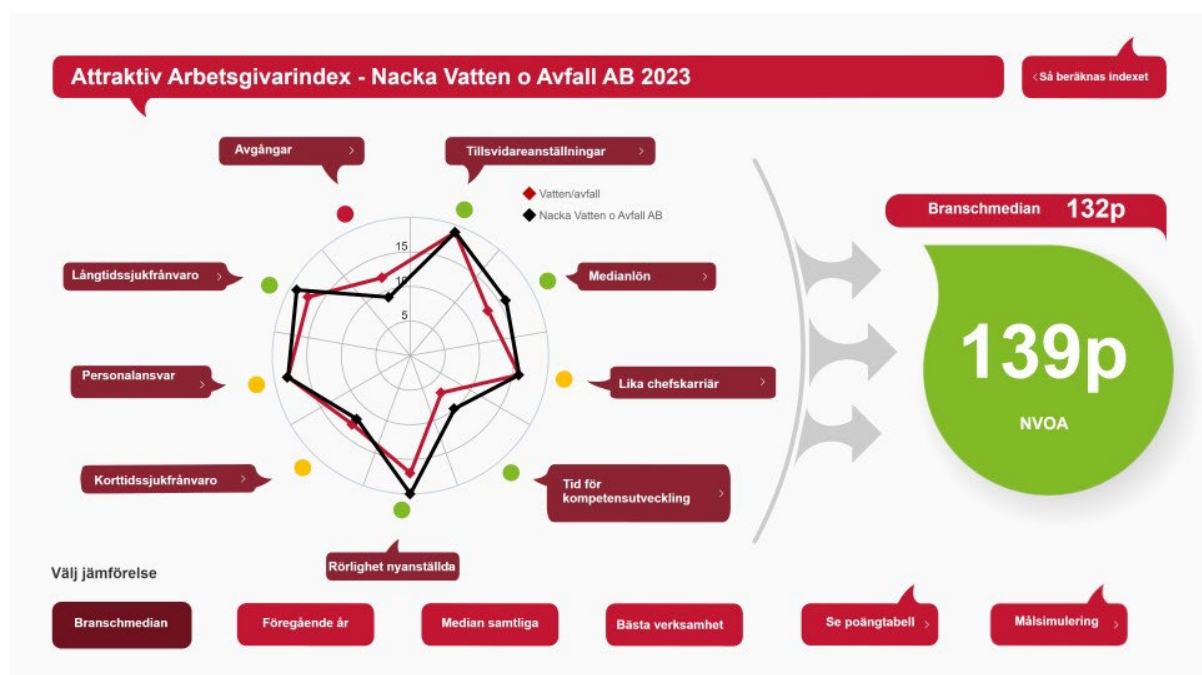 Attraktiv Arbetsgivarindex - Nacka Vatten o Avfall AB 2023
Så beräknas indexet
Avgångar
Tillsvidareanställningar
Vatten/avfall
Nacka Vatten o Avfall AB
Branschmedian 132p
15
10
5
Långtidssjukfrånvaro
Medianlön
139p
NVOA
Personalansvar
Lika chefskarriär
Korttidssjukfrånvaro
Tid för
kompetensutveckling
Rörlighet nyanställda
Välj jämförelse
Branschmedian
Föregående år
Median samtliga
Bästa verksamhet
Se poängtabell
Målsimulering